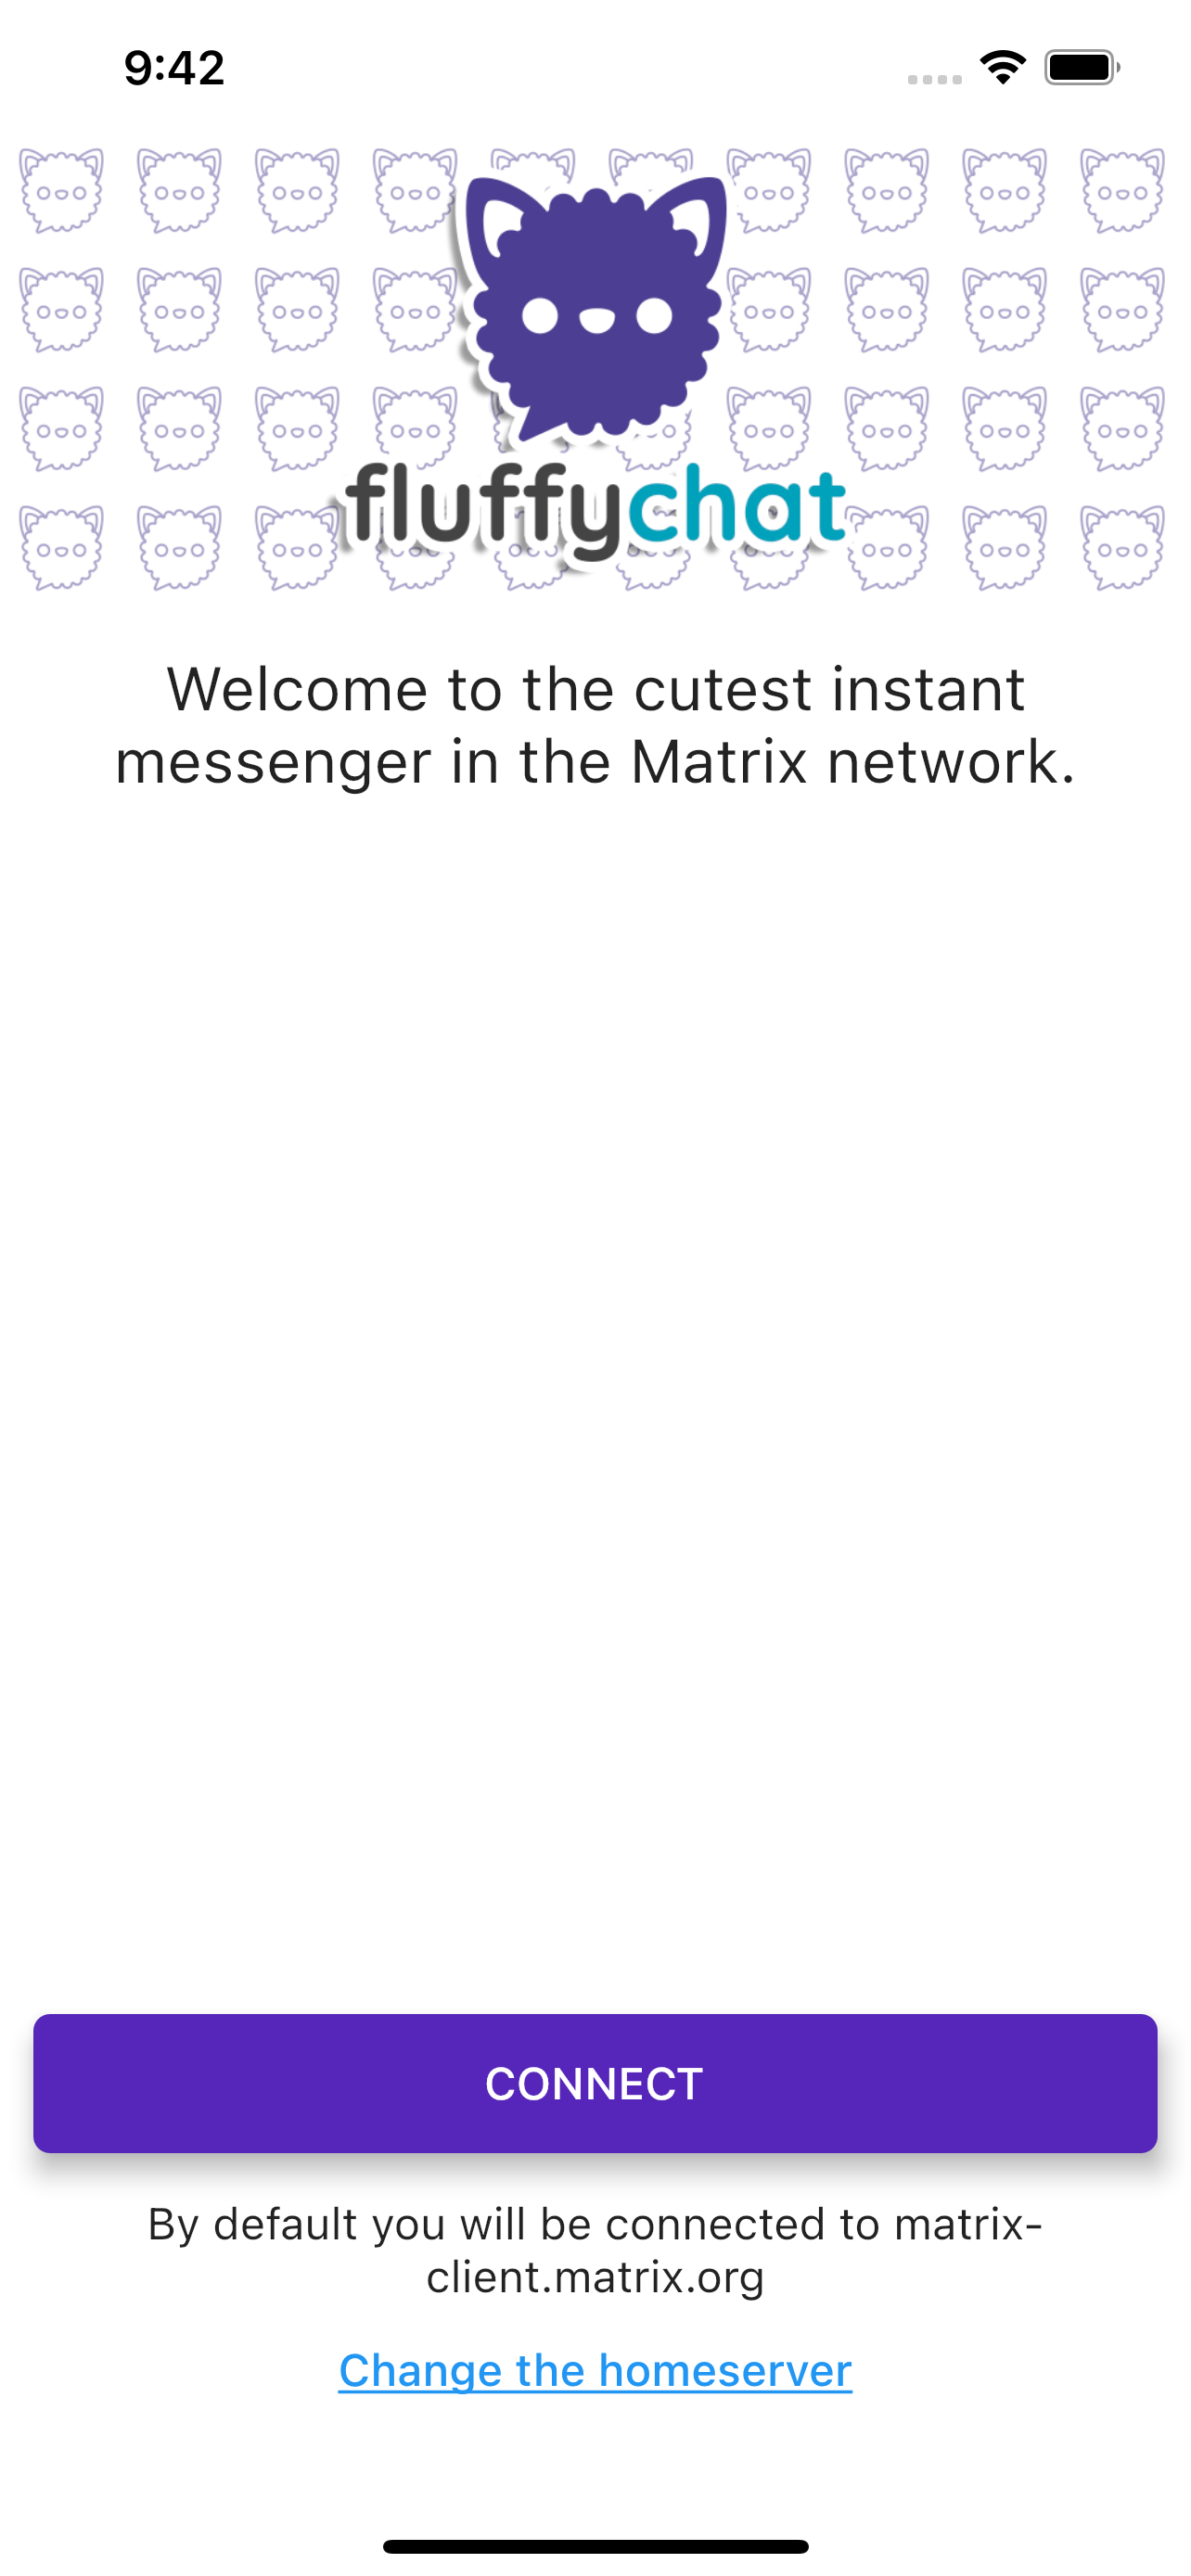 9:42
fluffychat
Welcome to the cutest instant
messenger in the Matrix network.
CONNECT
By default you will be connected to matrix-
client.matrix.org
Change the homeserver